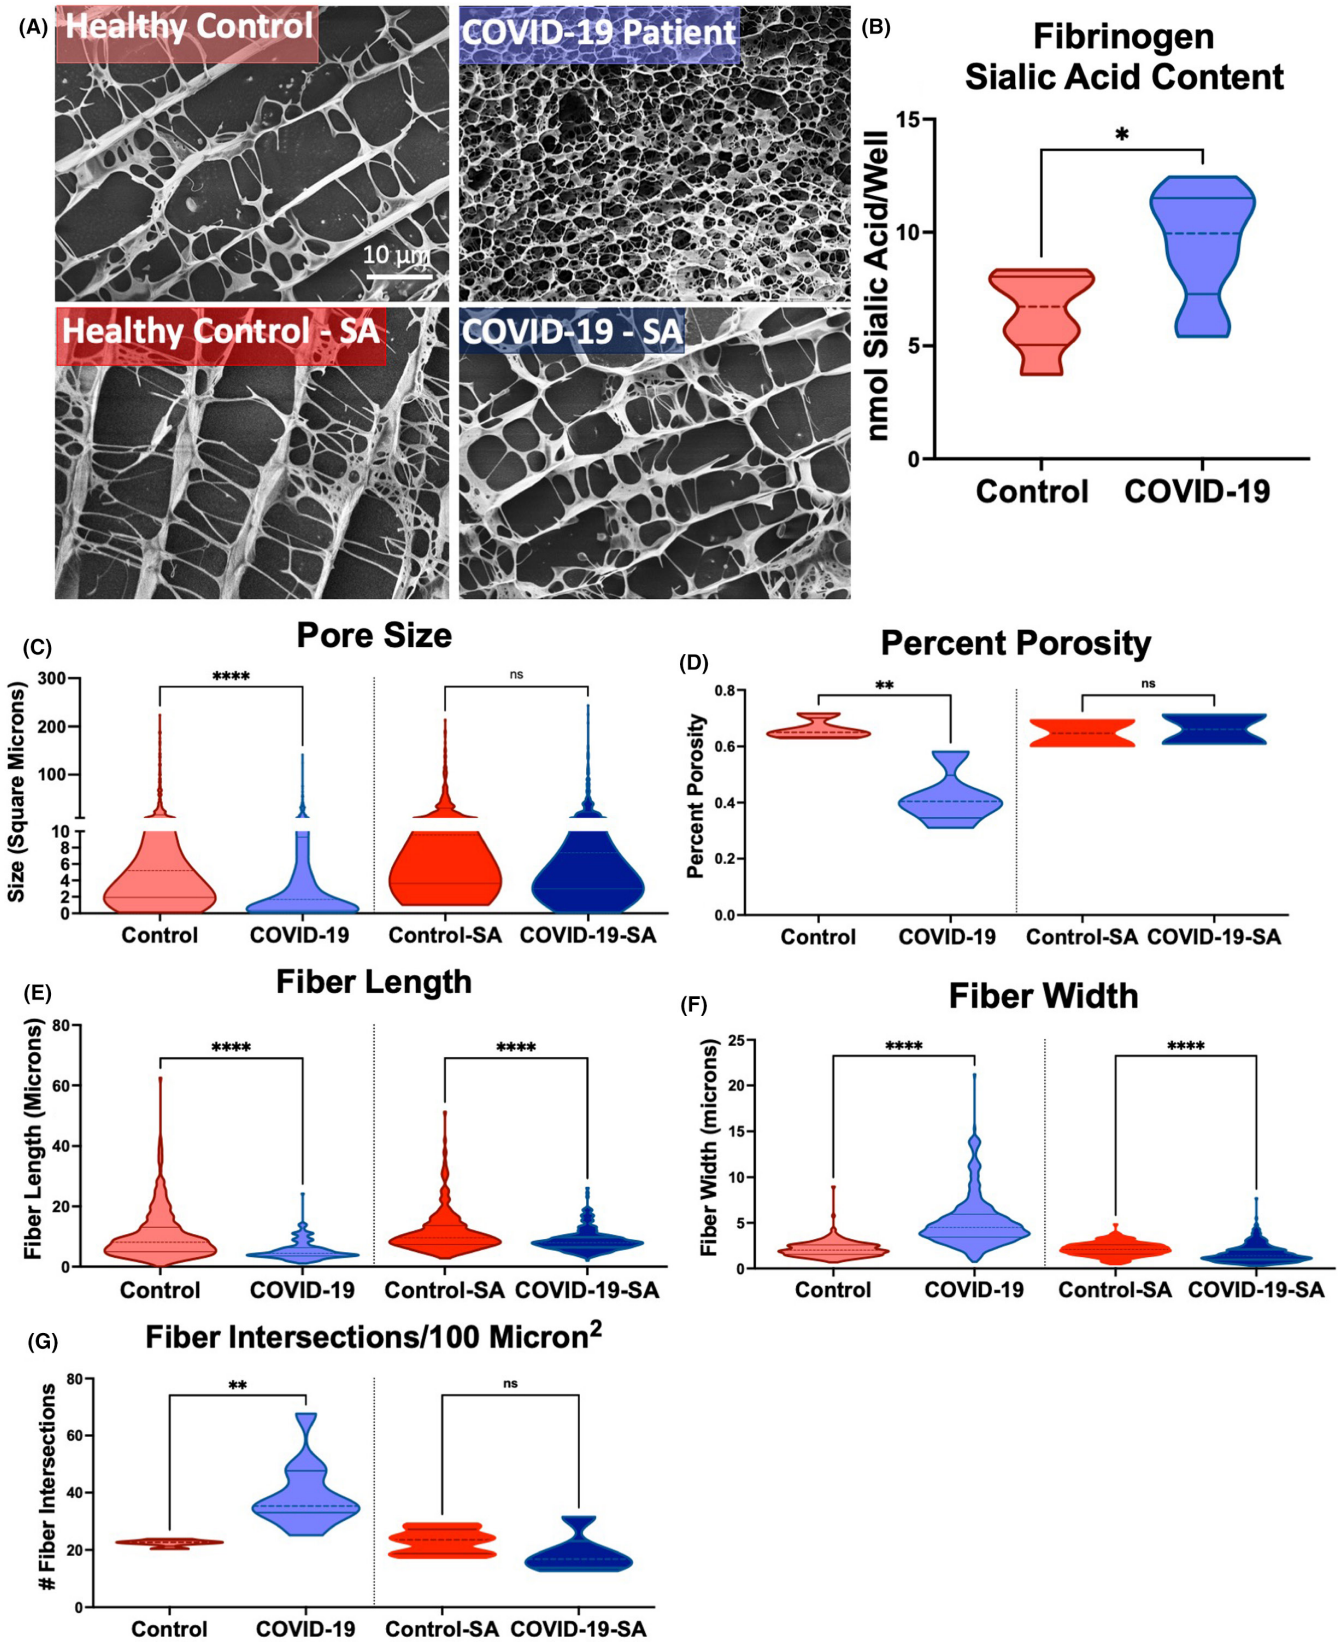 (A)
Healthy Control
COVID-19 Patient
10 µm
Healthy Control - SA
COVID-19 - SA
(B)
Fibrinogen
Sialic Acid Content
nmol Sialic Acid/Well
15
10
5
0
*
Control
COVID-19
(C)
Pore Size
Size (Square Microns)
300
200
100
10
8
6
4
2
0
****
ns
Control
COVID-19
Control-SA
COVID-19-SA
(D)
Percent Porosity
Percent Porosity
0.8
0.6
0.4
0.2
0.0
**
ns
Control
COVID-19
Control-SA
COVID-19-SA
(E)
Fiber Length
Fiber Length (Microns)
80
60
40
20
0
****
****
Control
COVID-19
Control-SA
COVID-19-SA
(F)
Fiber Width
Fiber Width (microns)
25
20
15
10
5
0
****
****
Control
COVID-19
Control-SA
COVID-19-SA
(G)
Fiber Intersections/100 Micron²
# Fiber Intersections
80
60
40
20
0
**
ns
Control
COVID-19
Control-SA
COVID-19-SA